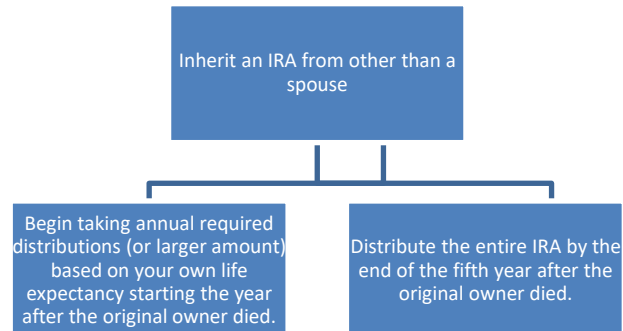 Inherit an IRA from other than a
spouse
Begin taking annual required
distributions (or larger amount)
based on your own life
expectancy starting the year
after the original owner died.
Distribute the entire IRA by the
end of the fifth year after the
original owner died.